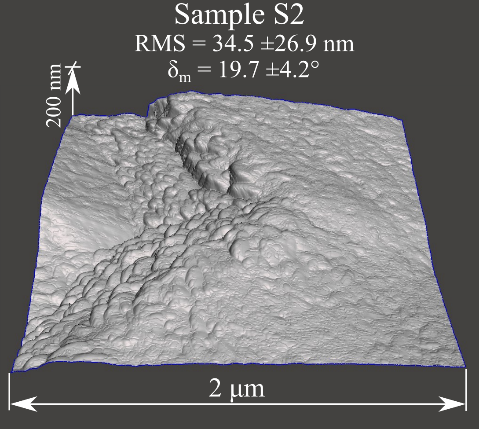 Sample S2
RMS = 34.5 ±26.9 nm
δm = 19.7 ±4.2°
200 nm
2 μm